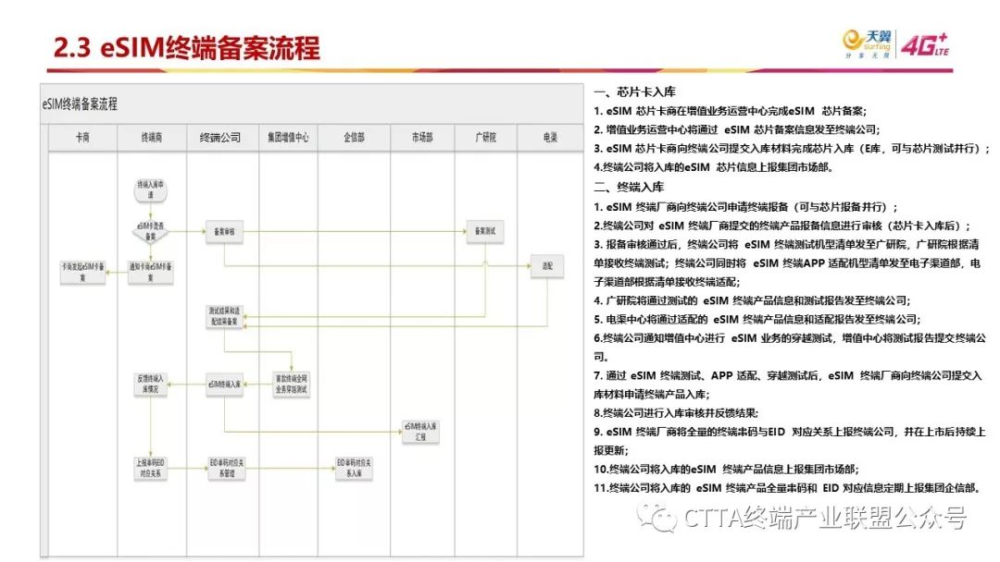 2.3 eSIM终端备案流程
天翼
surfing
分 享 无 限
4G+
LTE
eSIM终端备案流程
卡商
终端商
终端公司
集团增值中心
企信部
市场部
广研院
电渠
终端入库申
请
eSIM卡是否
备案
备案审核
备案测试
卡商发起eSIM卡备
案
通知卡商eSIM卡备
案
适配
测试结果和适
配结果备案
反馈终端入
库情况
eSIM终端入库
首款终端全网
业务穿越测试
eSIM终端入库
汇报
上报串码EID
对应关系
EID串码对应关
系管理
EID串码对应关
系入库
一、芯片卡入库
1. eSIM 芯片卡商在增值业务运营中心完成eSIM 芯片备案；
2. 增值业务运营中心将通过 eSIM 芯片备案信息发至终端公司；
3. eSIM 芯片卡商向终端公司提交入库材料完成芯片入库（E库，可与芯片测试并行）；
4.终端公司将入库的eSIM 芯片信息上报集团市场部。
二、终端入库
1. eSIM 终端厂商向终端公司申请终端报备（可与芯片报备并行）；
2.终端公司对 eSIM 终端厂商提交的终端产品报备信息进行审核（芯片卡入库后）；
3. 报备审核通过后，终端公司将 eSIM 终端测试机型清单发至广研院，广研院根据清
单接收终端测试；终端公司同时将 eSIM 终端APP 适配机型清单发至电子渠道部，电
子渠道部根据清单接收终端适配；
4. 广研院将通过测试的 eSIM 终端产品信息和测试报告发至终端公司；
5. 电渠中心将通过适配的 eSIM 终端产品信息和适配报告发至终端公司；
6.终端公司通知增值中心进行 eSIM 业务的穿越测试，增值中心将测试报告提交终端公
司。
7. 通过 eSIM 终端测试、APP 适配、穿越测试后，eSIM 终端厂商向终端公司提交入
库材料申请终端产品入库；
8.终端公司进行入库审核并反馈结果；
9. eSIM 终端厂商将全量的终端串码与EID 对应关系上报终端公司，并在上市后持续上
报更新；
10.终端公司将入库的eSIM 终端产品信息上报集团市场部；
11.终端公司将入库的 eSIM 终端产品全量串码和 EID 对应信息定期上报集团企信部。
CTTA终端产业联盟公众号